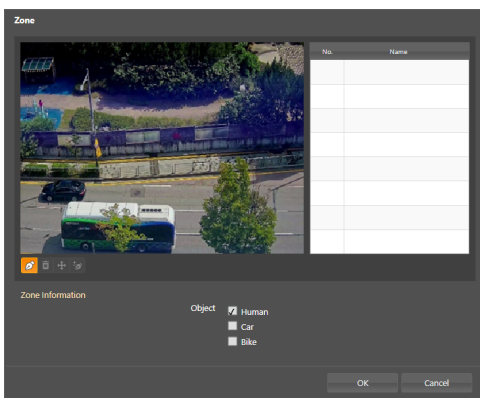 Zone
No. Name
Zone Information
Object
Human
Car
Bike
OK Cancel